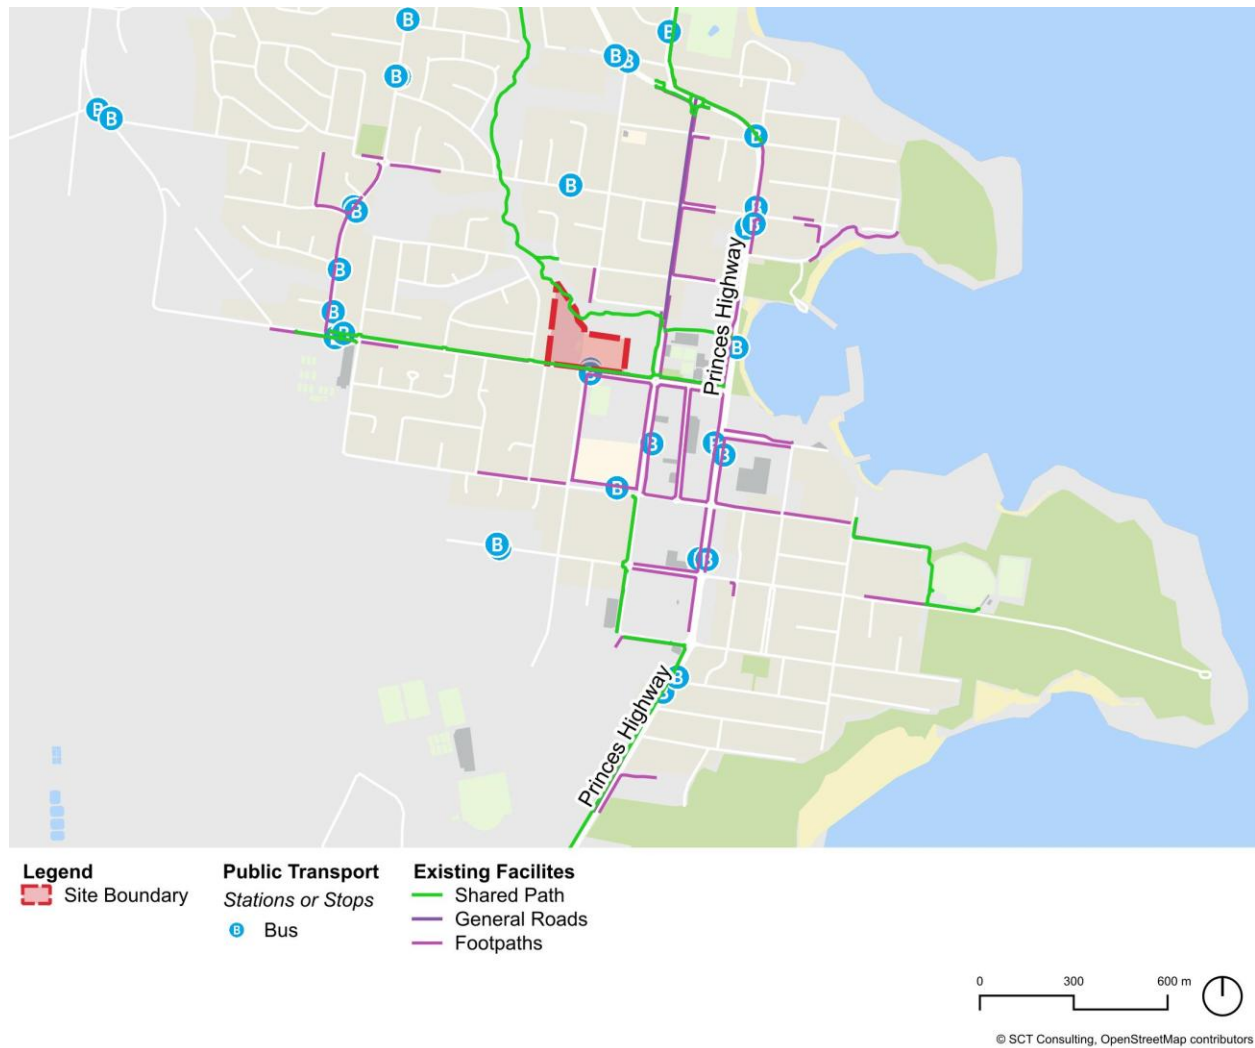 Princes Highway
Princes Highway
Legend
Site Boundary
Public Transport
Stations or Stops
B Bus
Existing Facilites
Shared Path
General Roads
Footpaths
0 300 600 m
© SCT Consulting, OpenStreetMap contributors